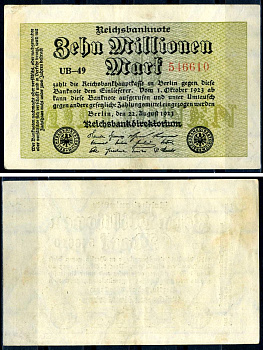 Reichsbanknote
Zehn Millionen
Mark
UB-49
546610
zahlt die Reichsbankhauptkasse in Berlin gegen diese
Banknote dem Einlieferer. Vom 1. Oktober 1923 ab
kann diese Banknote aufgerufen und unter Umtausch
gegen andere gesetzliche Zahlungsmittel eingezogen werden
Berlin, den 22. August 1923
Reichsbankdirektorium